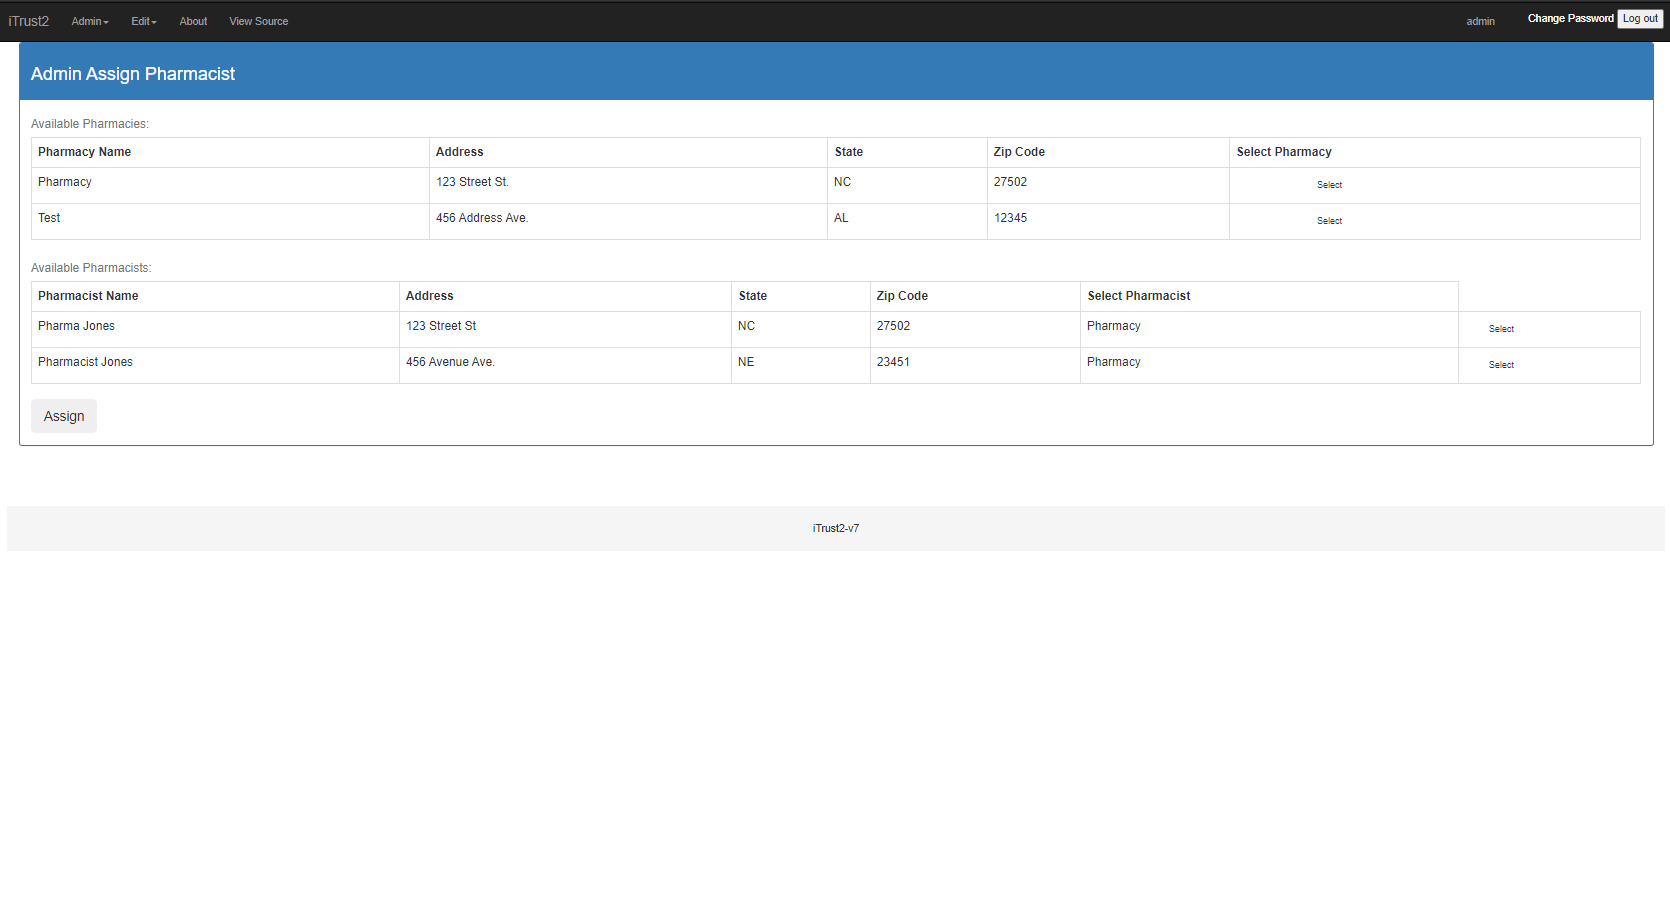 iTrust2 Admin Edit About View Source admin Change Password Log out
Admin Assign Pharmacist
Available Pharmacies:
Pharmacy Name Address State Zip Code Select Pharmacy
Pharmacy 123 Street St. NC 27502 Select
Test 456 Address Ave. AL 12345 Select
Available Pharmacists:
Pharmacist Name Address State Zip Code Select Pharmacist
Pharma Jones 123 Street St NC 27502 Pharmacy Select
Pharmacist Jones 456 Avenue Ave. NE 23451 Pharmacy Select
Assign
iTrust2-v7